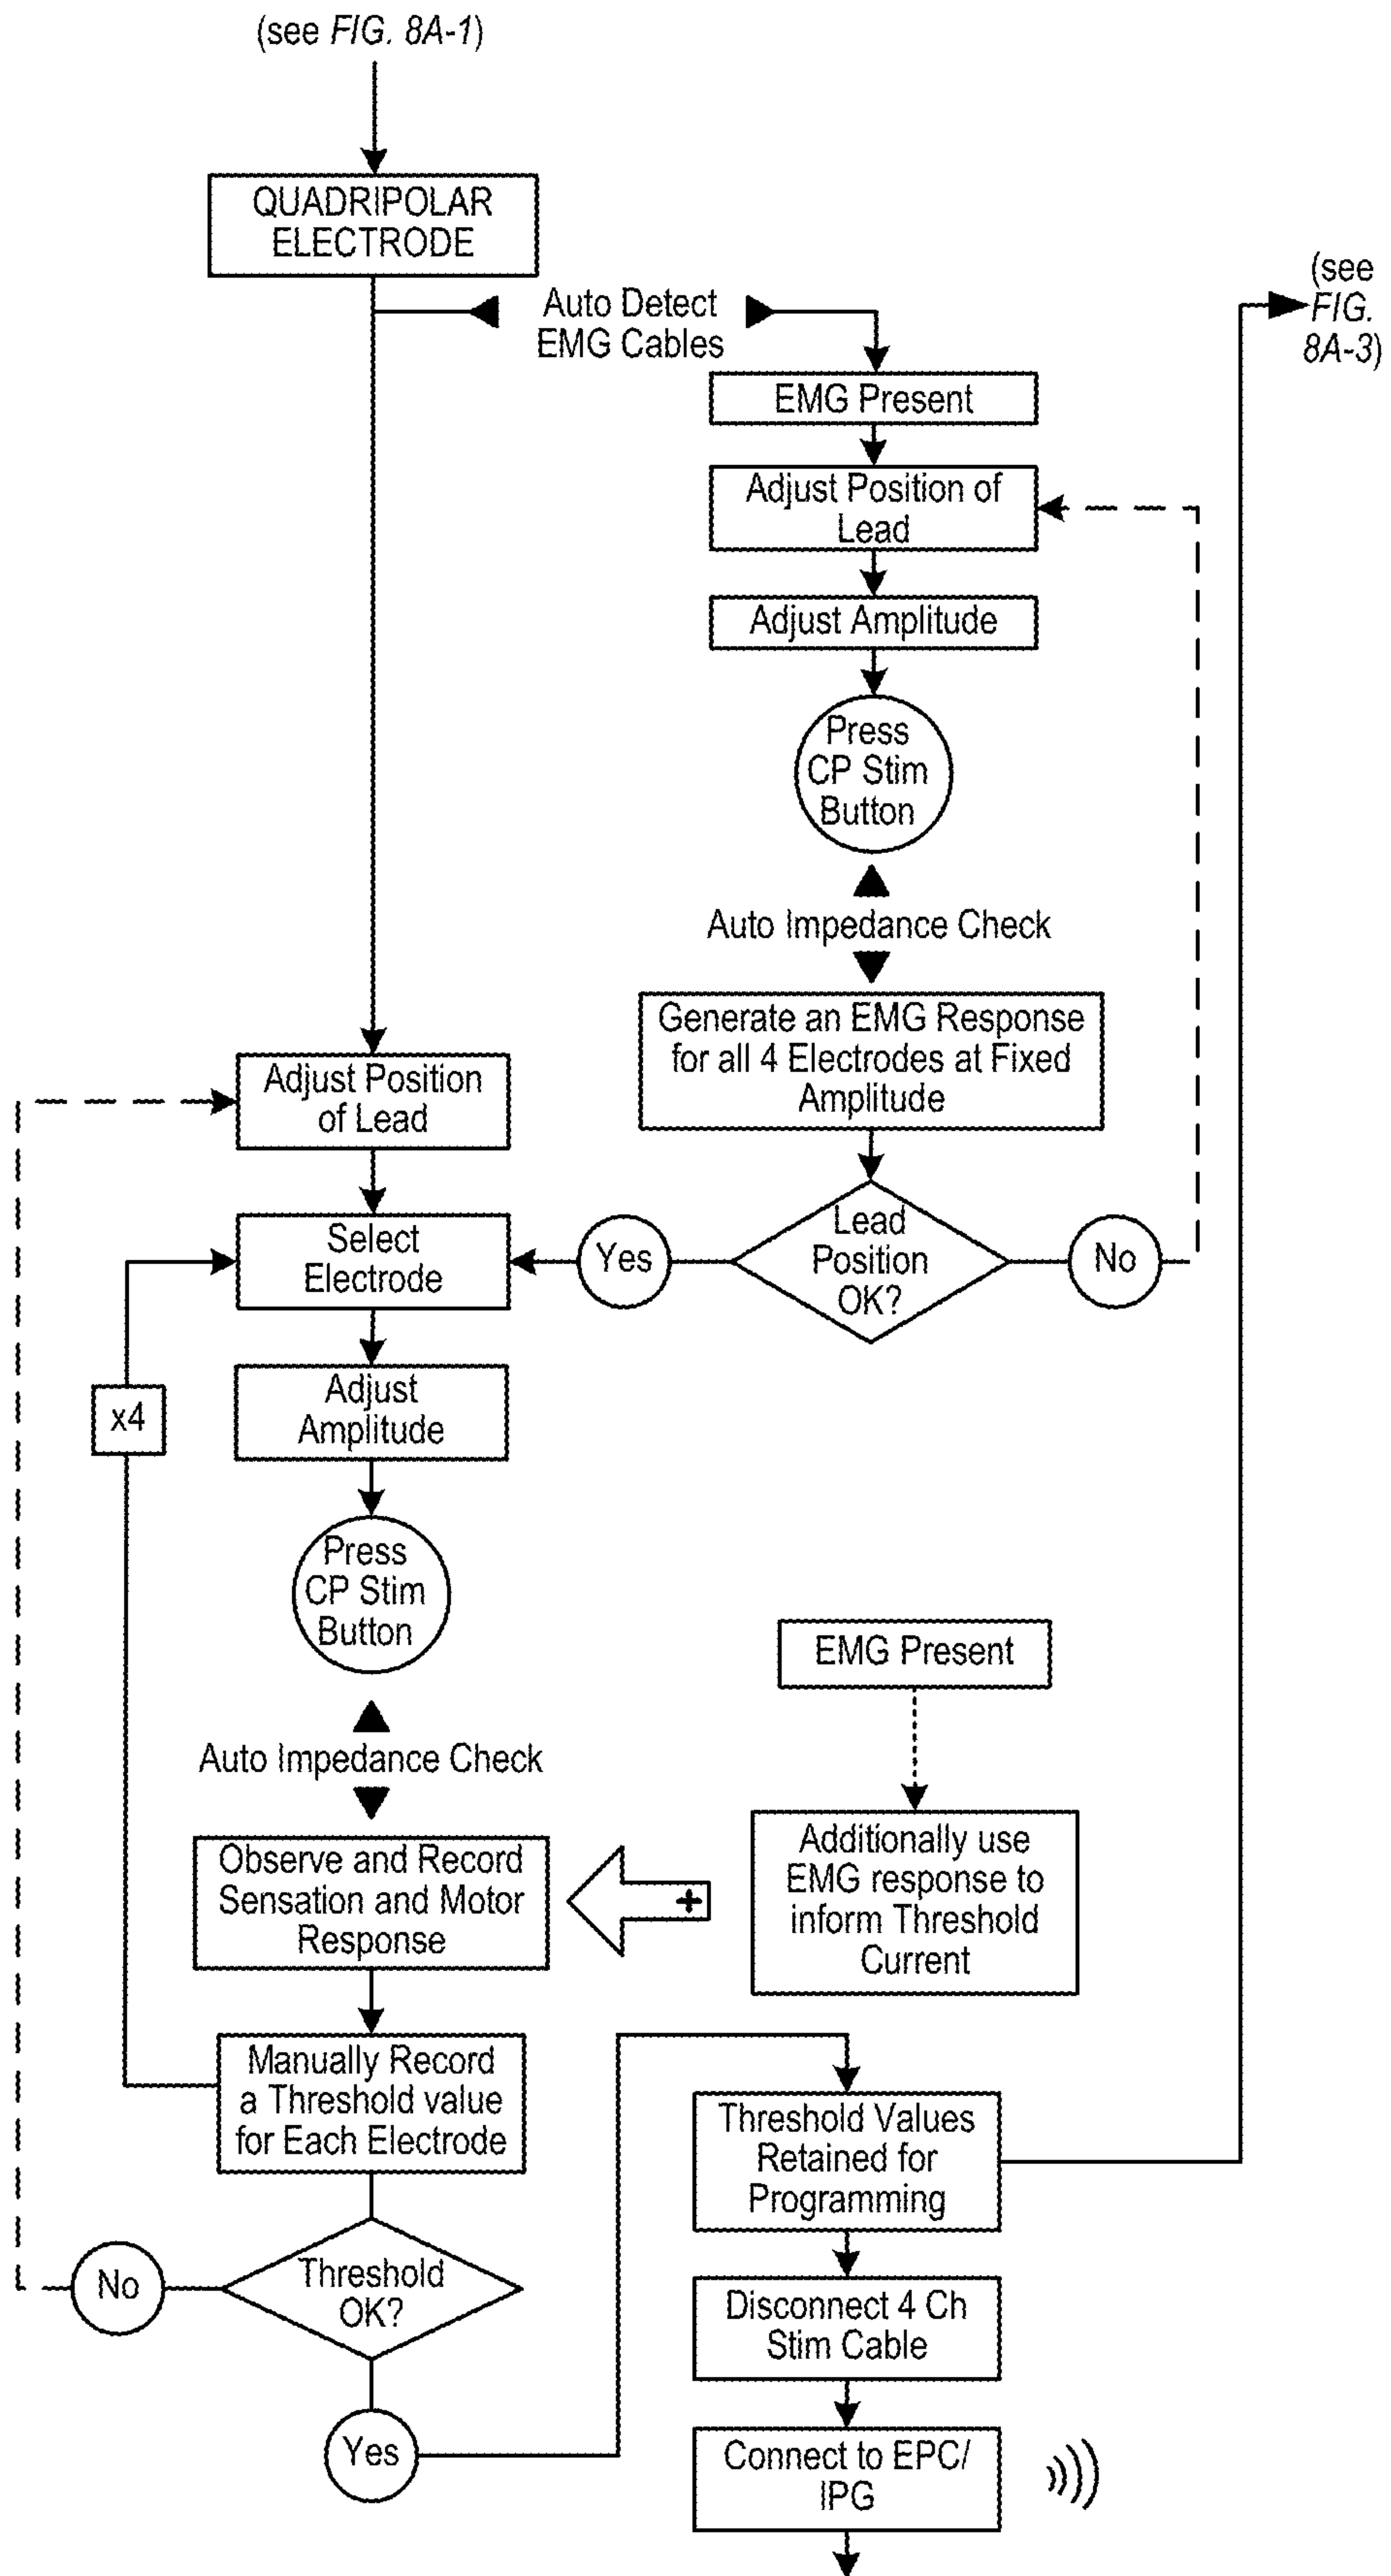 (see FIG. 8A-1)
QUADRIPOLAR
ELECTRODE
Auto Detect
EMG Cables
(see
FIG.
8A-3)
EMG Present
Adjust Position of
Lead
Adjust Amplitude
Press
CP Stim
Button
Auto Impedance Check
Generate an EMG Response
for all 4 Electrodes at Fixed
Amplitude
Adjust Position
of Lead
Lead
Position
OK?
Yes
No
Select
Electrode
Adjust
Amplitude
x4
Press
CP Stim
Button
Auto Impedance Check
EMG Present
Additionally use
EMG response to
inform Threshold
Current
+
Observe and Record
Sensation and Motor
Response
Manually Record
a Threshold value
for Each Electrode
Threshold
OK?
No
Yes
Threshold Values
Retained for
Programming
Disconnect 4 Ch
Stim Cable
Connect to EPC/
IPG